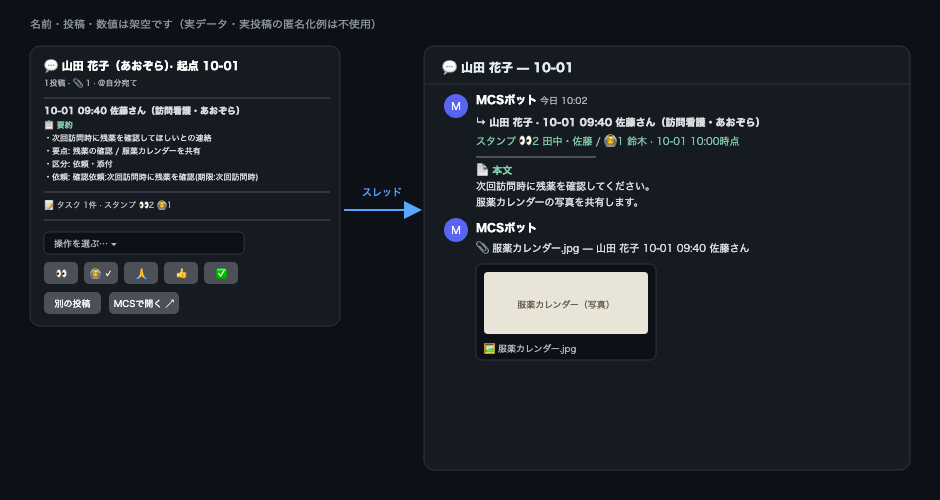 名前・投稿・数値は架空です（実データ・実投稿の匿名化例は不使用）
💬 山田 花子（あおぞら）・起点 10-01
1投稿・📎 1・@自分宛て
10-01 09:40 佐藤さん（訪問看護・あおぞら）
📋 要約
・次回訪問時に残薬を確認してほしいとの連絡
・要点: 残薬の確認 / 服薬カレンダーを共有
・区分: 依頼・添付
・依頼: 確認依頼:次回訪問時に残薬を確認(期限:次回訪問時)
📝 タスク 1件・スタンプ 👀2 🙆1
操作を選ぶ…
👀 🙆 ✓ 🙏 👍 ✅
別の投稿 MCSで開く ↗
スレッド
💬 山田 花子 — 10-01
M MCSボット 今日 10:02
↳ 山田 花子・10-01 09:40 佐藤さん（訪問看護・あおぞら）
スタンプ 👀2 田中・佐藤 / 🙆1 鈴木・10-01 10:00時点
📄 本文
次回訪問時に残薬を確認してください。
服薬カレンダーの写真を共有します。
M MCSボット
📎 服薬カレンダー.jpg — 山田 花子 10-01 09:40 佐藤さん
服薬カレンダー（写真）
🖼️ 服薬カレンダー.jpg